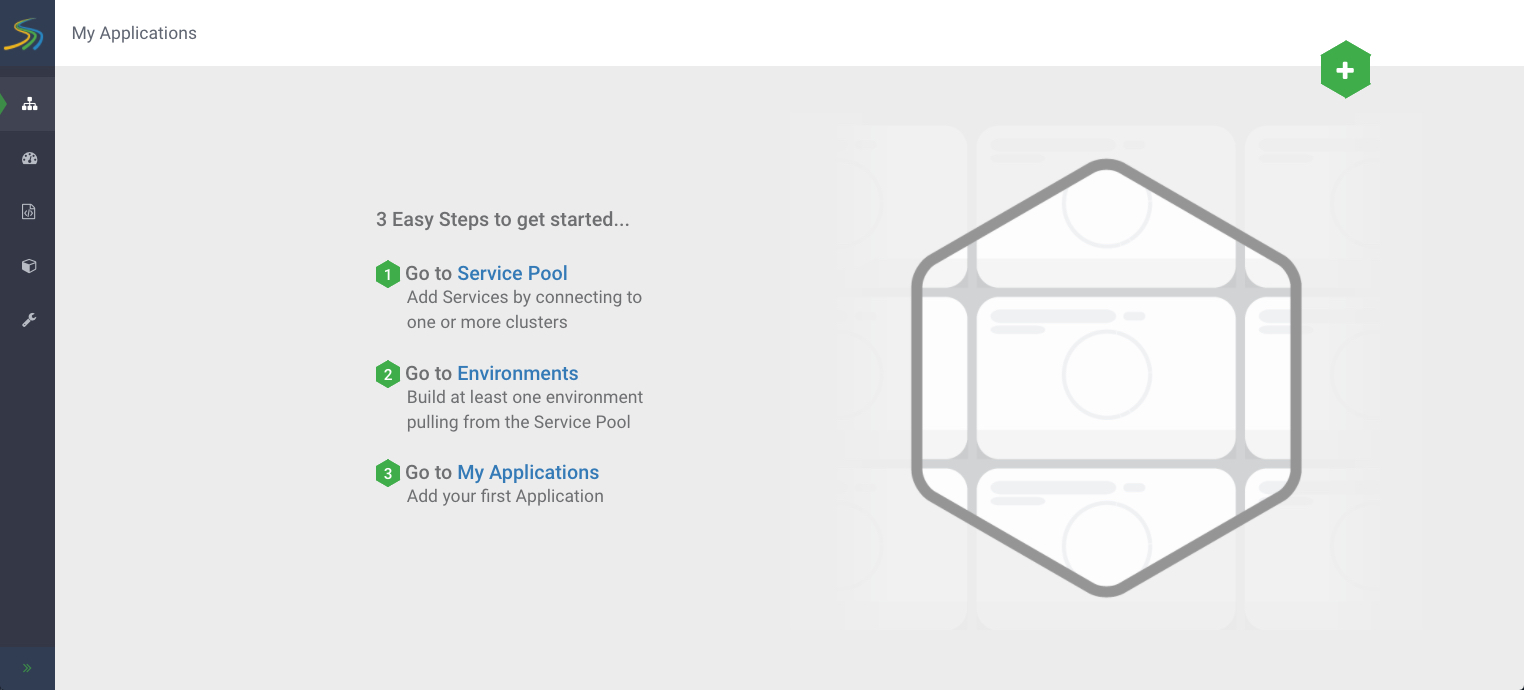 My Applications
3 Easy Steps to get started...
1 Go to Service Pool
Add Services by connecting to
one or more clusters
2 Go to Environments
Build at least one environment
pulling from the Service Pool
3 Go to My Applications
Add your first Application